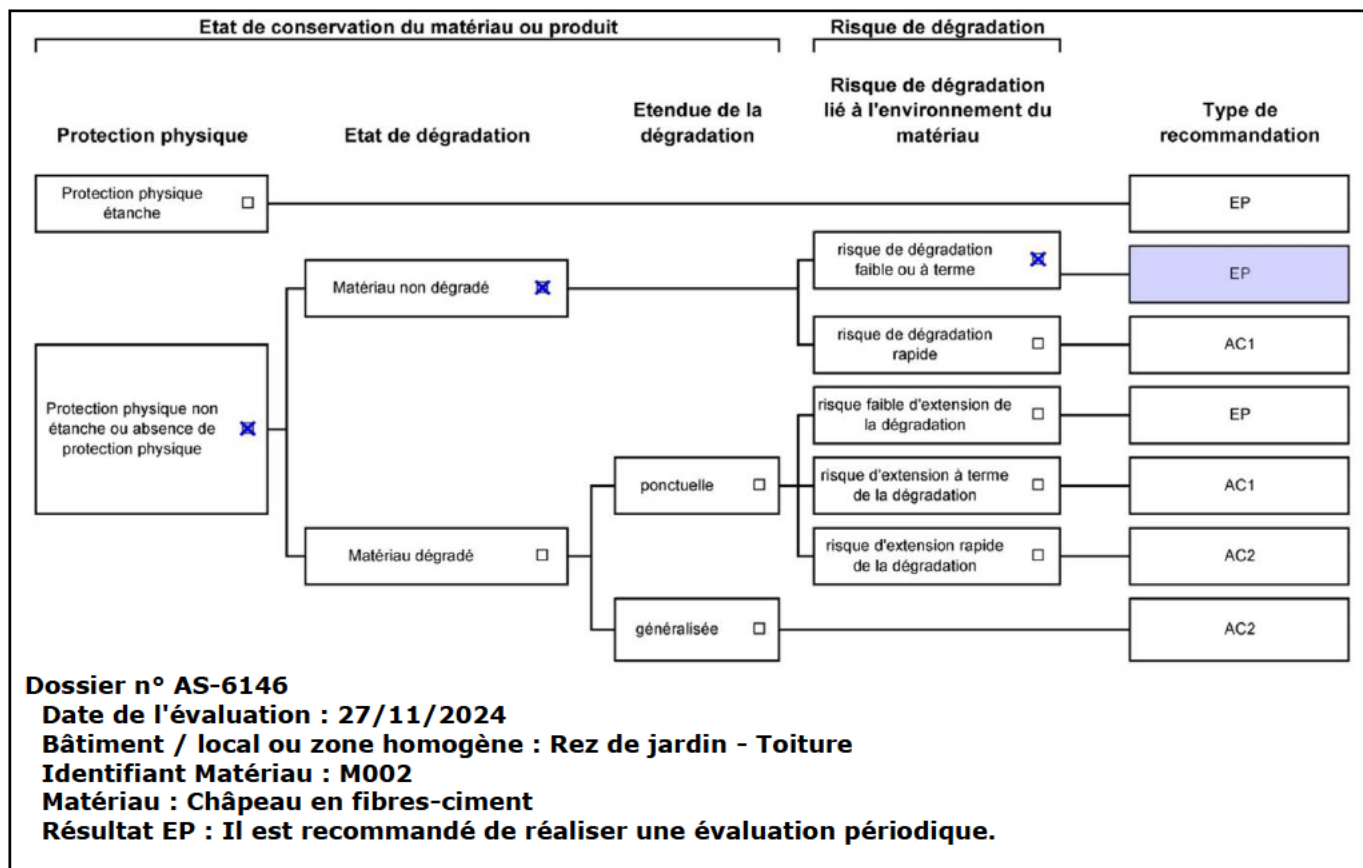 Etat de conservation du matériau ou produit
Risque de dégradation
Protection physique
Etat de dégradation
Etendue de la
dégradation
Risque de dégradation
lié à l'environnement du
matériau
Type de
recommandation
Protection physique
étanche
EP
risque de dégradation
faible ou à terme
EP
Matériau non dégradé
risque de dégradation
rapide
AC1
Protection physique non
étanche ou absence de
protection physique
risque faible d'extension de
la dégradation
EP
ponctuelle
risque d'extension à terme
de la dégradation
AC1
Matériau dégradé
risque d'extension rapide
de la dégradation
AC2
généralisée
AC2
Dossier n° AS-6146
Date de l'évaluation : 27/11/2024
Bâtiment / local ou zone homogène : Rez de jardin - Toiture
Identifiant Matériau : M002
Matériau : Châpeau en fibres-ciment
Résultat EP : Il est recommandé de réaliser une évaluation périodique.